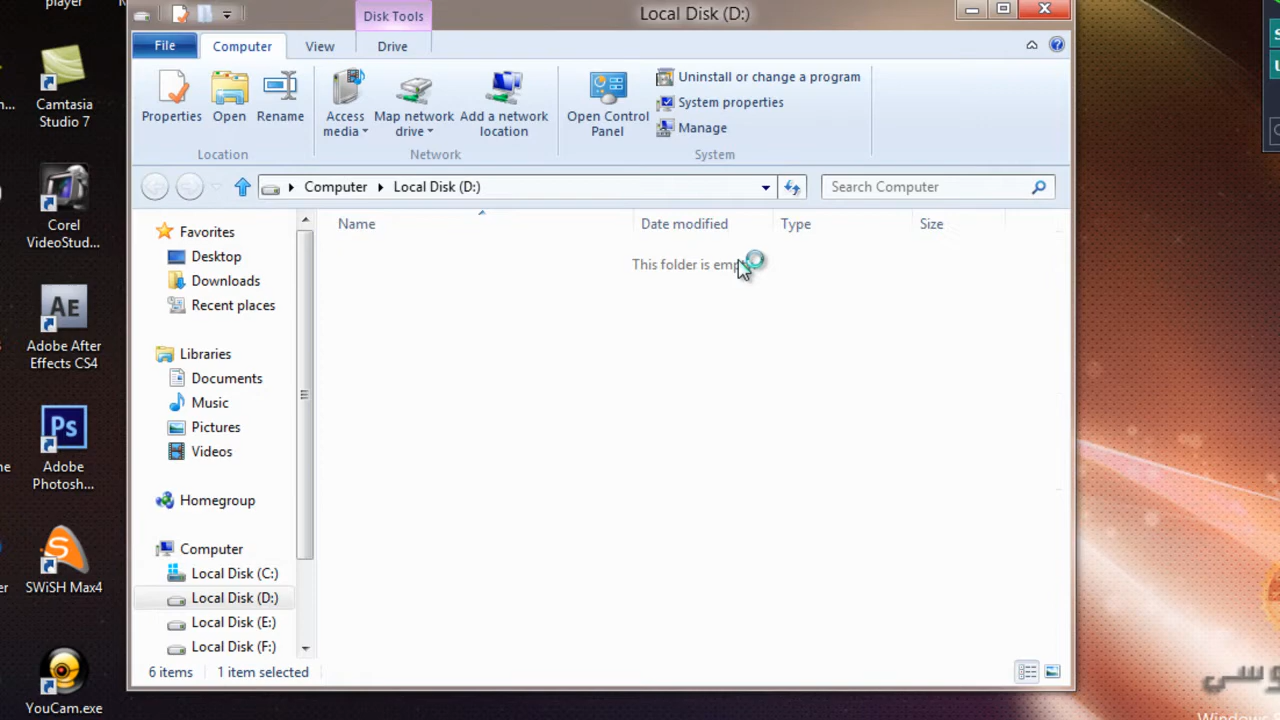 player
Disk Tools
Local Disk (D:)
File
Computer
View
Drive
Camtasia
Studio 7
Properties
Open
Rename
Access
media
Map network
drive
Add a network
location
Open Control
Panel
Uninstall or change a program
System properties
Manage
Location
Network
System
Computer
Local Disk (D:)
Search Computer
Corel
VideoStud...
Name
Date modified
Type
Size
This folder is emp
Favorites
Desktop
Downloads
Recent places
AE
Adobe After
Effects CS4
Libraries
Documents
Music
Pictures
Videos
Ps
Adobe
Photosh...
Homegroup
Computer
Local Disk (C:)
Local Disk (D:)
Local Disk (E:)
Local Disk (F:)
SWiSH Max4
6 items
1 item selected
YouCam.exe